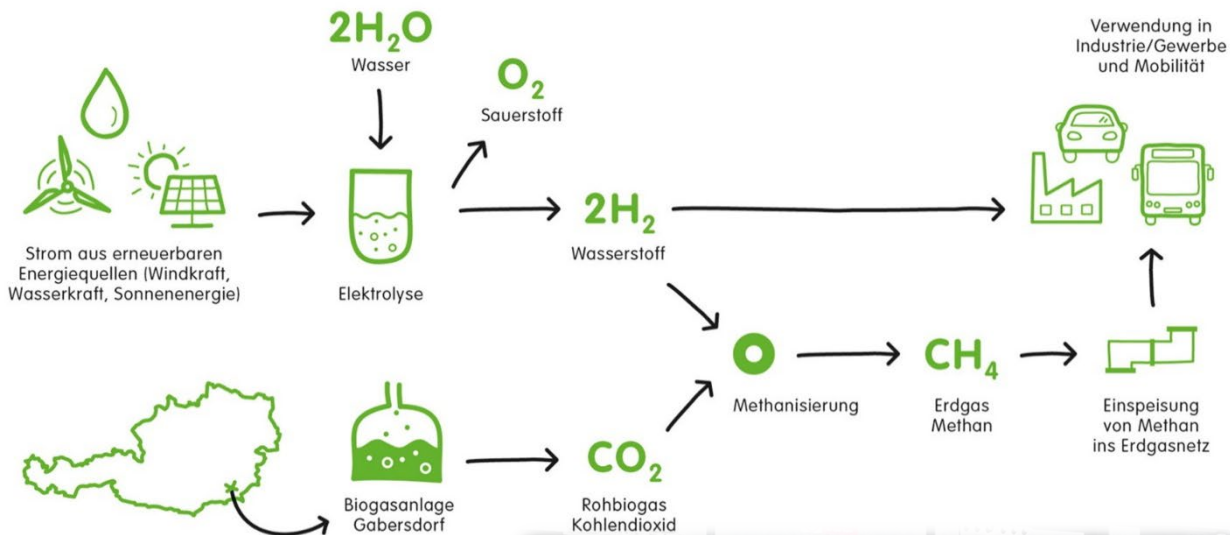 2H₂O
Wasser
O₂
Sauerstoff
Verwendung in
Industrie/Gewerbe
und Mobilität
Strom aus erneuerbaren
Energiequellen (Windkraft,
Wasserkraft, Sonnenenergie)
Elektrolyse
2H₂
Wasserstoff
Methanisierung
CH₄
Erdgas
Methan
Einspeisung
von Methan
ins Erdgasnetz
Biogasanlage
Gabersdorf
CO₂
Rohbiogas
Kohlendioxid